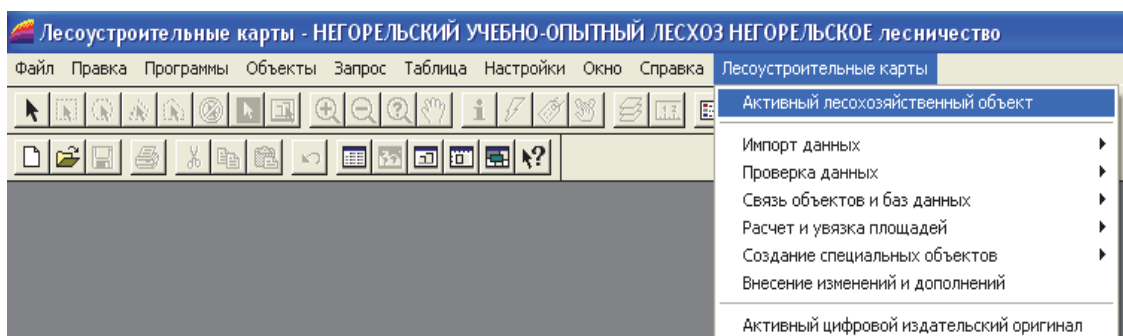 Лесоустроительные карты - НЕГОРЕЛЬСКИЙ УЧЕБНО-ОПЫТНЫЙ ЛЕСХОЗ НЕГОРЕЛЬСКОЕ лесничество
Файл Правка Программы Объекты Запрос Таблица Настройки Окно Справка Лесоустроительные карты
Активный лесохозяйственный объект
Импорт данных
Проверка данных
Связь объектов и баз данных
Расчет и увязка площадей
Создание специальных объектов
Внесение изменений и дополнений
Активный цифровой издательский оригинал